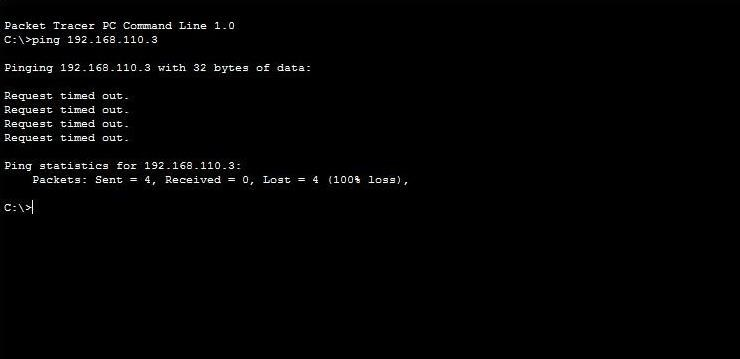 Packet Tracer PC Command Line 1.0
C:\>ping 192.168.110.3
Pinging 192.168.110.3 with 32 bytes of data:
Request timed out.
Request timed out.
Request timed out.
Request timed out.
Ping statistics for 192.168.110.3:
Packets: Sent = 4, Received = 0, Lost = 4 (100% loss),
C:\>